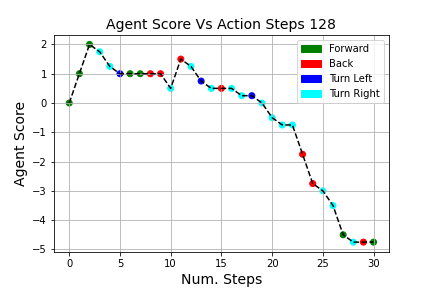 Agent Score Vs Action Steps 128
Forward
Back
Turn Left
Turn Right
Agent Score
2
1
0
−1
−2
−3
−4
−5
0 5 10 15 20 25 30
Num. Steps